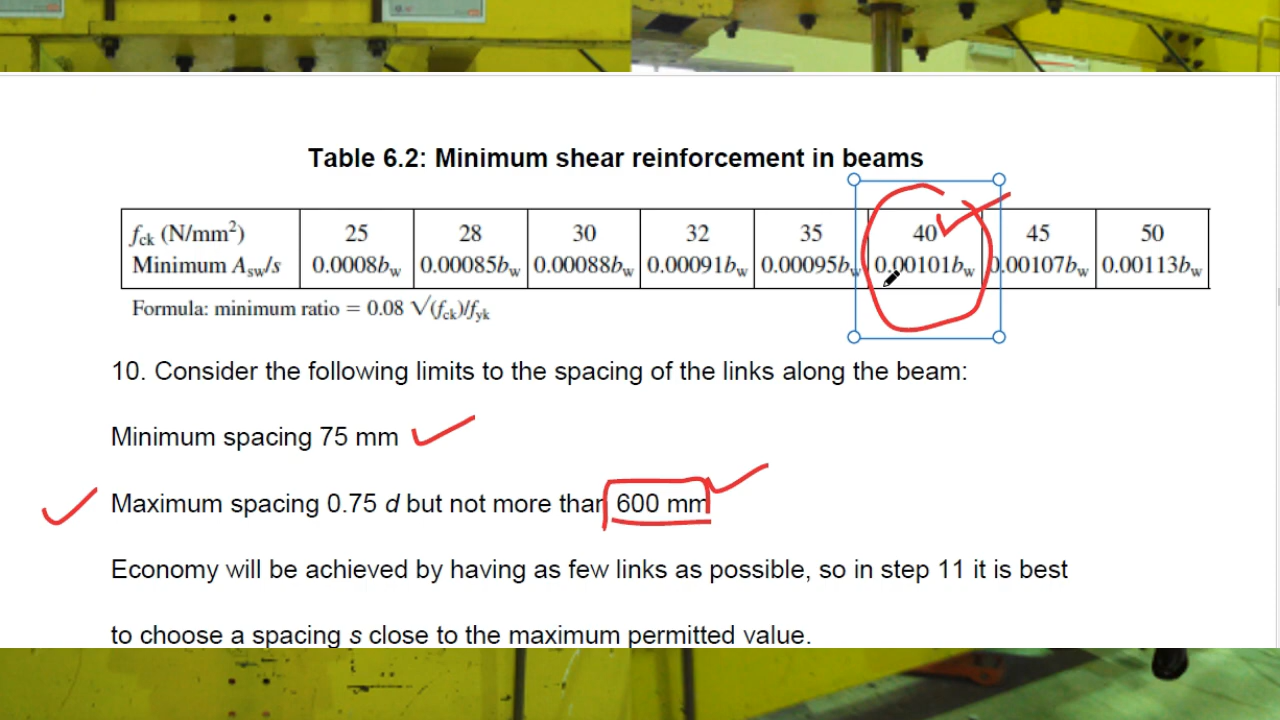 Table 6.2: Minimum shear reinforcement in beams
fck (N/mm²) 25 28 30 32 35 40 45 50
Minimum Asw/s 0.0008bw 0.00085bw 0.00088bw 0.00091bw 0.00095bw 0.00101bw 0.00107bw 0.00113bw
Formula: minimum ratio = 0.08 √(fck)/fyk
10. Consider the following limits to the spacing of the links along the beam:
Minimum spacing 75 mm
Maximum spacing 0.75 d but not more than 600 mm
Economy will be achieved by having as few links as possible, so in step 11 it is best
to choose a spacing s close to the maximum permitted value.